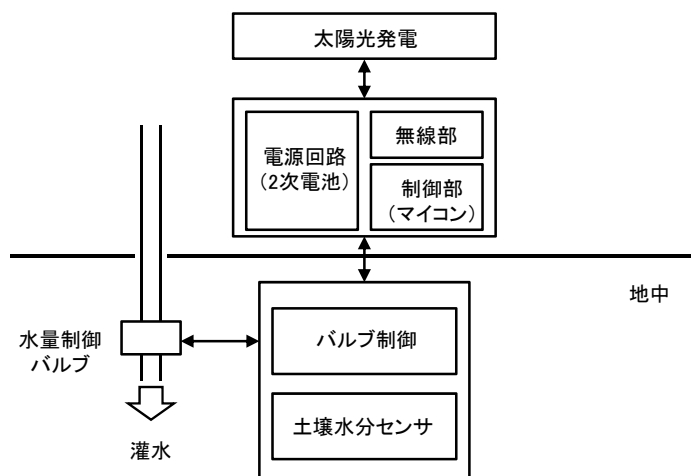 太陽光発電
電源回路
（2次電池）
無線部
制御部
（マイコン）
地中
水量制御
バルブ
バルブ制御
土壌水分センサ
灌水